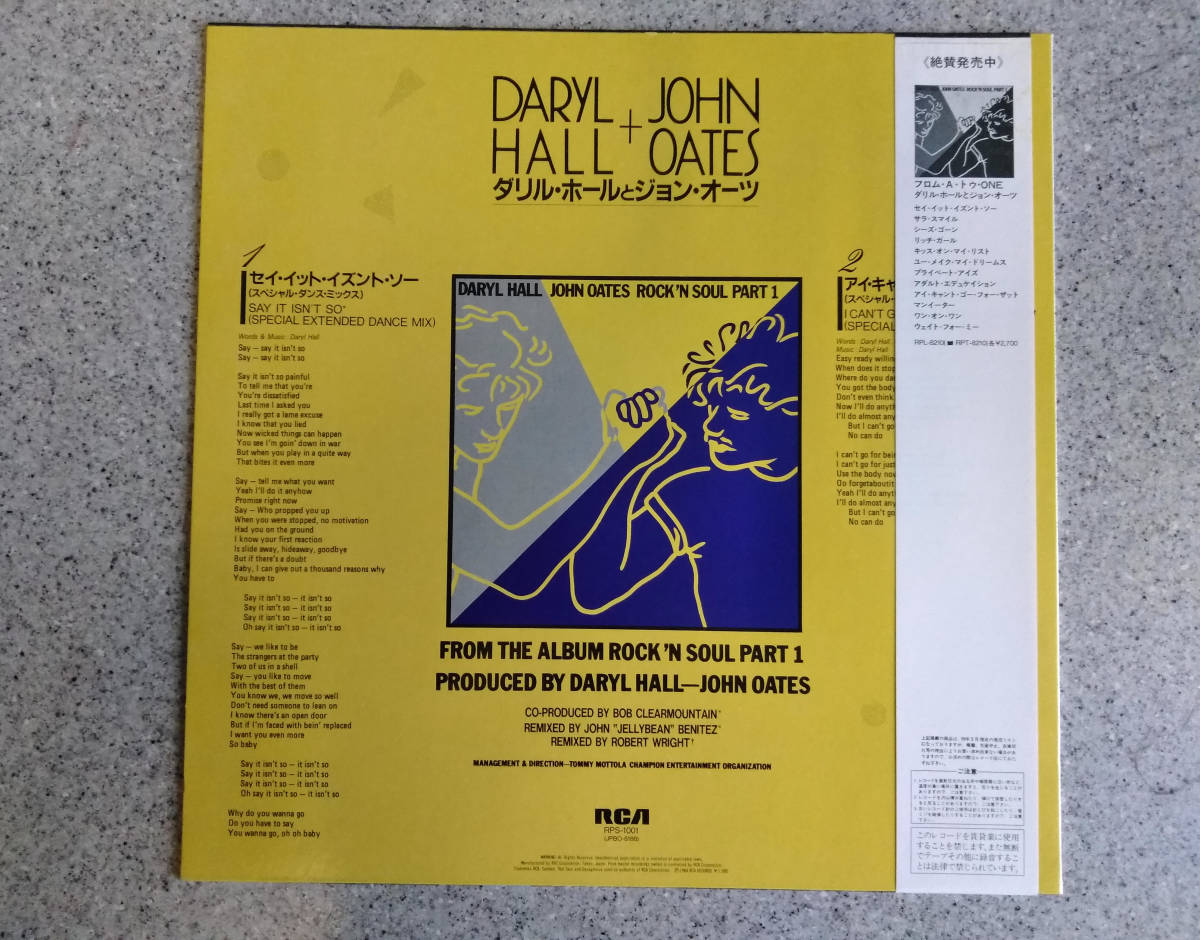 DARYL HALL + JOHN OATES
ダリル・ホールとジョン・オーツ
1
セイ・イット・イズント・ソー
(スペシャル・ダンス・ミックス)
SAY IT ISN'T SO*
(SPECIAL EXTENDED DANCE MIX)
Words & Music : Daryl Hall
Say — say it isn't so
Say — say it isn't so
Say it isn't so painful
To tell me that you're
You're dissatisfied
Last time I asked you
I really got a lame excuse
I know that you lied
Now wicked things can happen
You see I'm goin' down in war
But when you play in a quite way
That bites it even more
Say — tell me what you want
Yeah I'll do it anyhow
Promise right now
Say — Who propped you up
When you were stopped, no motivation
Had you on the ground
I know your first reaction
Is slide away, hideaway, goodbye
But if there's a doubt
Baby, I can give out a thousand reasons why
You have to
Say it isn't so — it isn't so
Say it isn't so — it isn't so
Say it isn't so — it isn't so
Oh say it isn't so — it isn't so
Say — we like to be
The strangers at the party
Two of us in a shell
Say — you like to move
With the best of them
You know we, we move so well
Don't need someone to lean on
I know there's an open door
But if I'm faced with bein' replaced
I want you even more
So baby
Say it isn't so — it isn't so
Say it isn't so — it isn't so
Say it isn't so — it isn't so
Oh say it isn't so — it isn't so
Why do you wanna go
Do you have to say
You wanna go, oh oh baby
DARYL HALL JOHN OATES ROCK'N SOUL PART 1
FROM THE ALBUM ROCK'N SOUL PART 1
PRODUCED BY DARYL HALL—JOHN OATES
CO-PRODUCED BY BOB CLEARMOUNTAIN*
REMIXED BY JOHN "JELLYBEAN" BENITEZ*
REMIXED BY ROBERT WRIGHT†
MANAGEMENT & DIRECTION—TOMMY MOTTOLA CHAMPION ENTERTAINMENT ORGANIZATION
RCA
RPS-1001
2
アイ・キャ
(スペシャル・
I CAN'T G
(SPECIAL
Words : Daryl Hall
Music : Daryl Hall
Easy ready willin
When does it stop
Where do you da
You got the body
Don't even think
Now I'll do anyth
I'll do almost any
But I can't go
No can do
I can't go for bein
I can't go for just
Use the body now
Do forgetaboutit
Yeah I'll do anyt
I'll do almost any
But I can't go
No can do
《絶賛発売中》
JOHN OATES ROCK'N SOUL PART 1
フロム・A・トゥ・ONE
ダリル・ホールとジョン・オーツ
セイ・イット・イズント・ソー
サラ・スマイル
シーズ・ゴーン
リッチ・ガール
キッス・オン・マイ・リスト
ユー・メイク・マイ・ドリームス
プライベート・アイズ
アダルト・エデュケイション
アイ・キャント・ゴー・フォー・ザット
マンイーター
ワン・オン・ワン
ウェイト・フォー・ミー
RPL-8210 RPT-8210 各¥2,700
ご注意
このレコードを賃貸業に使用
することを禁じます。また無断
でテープその他に録音するこ
とは法律で禁じられています。